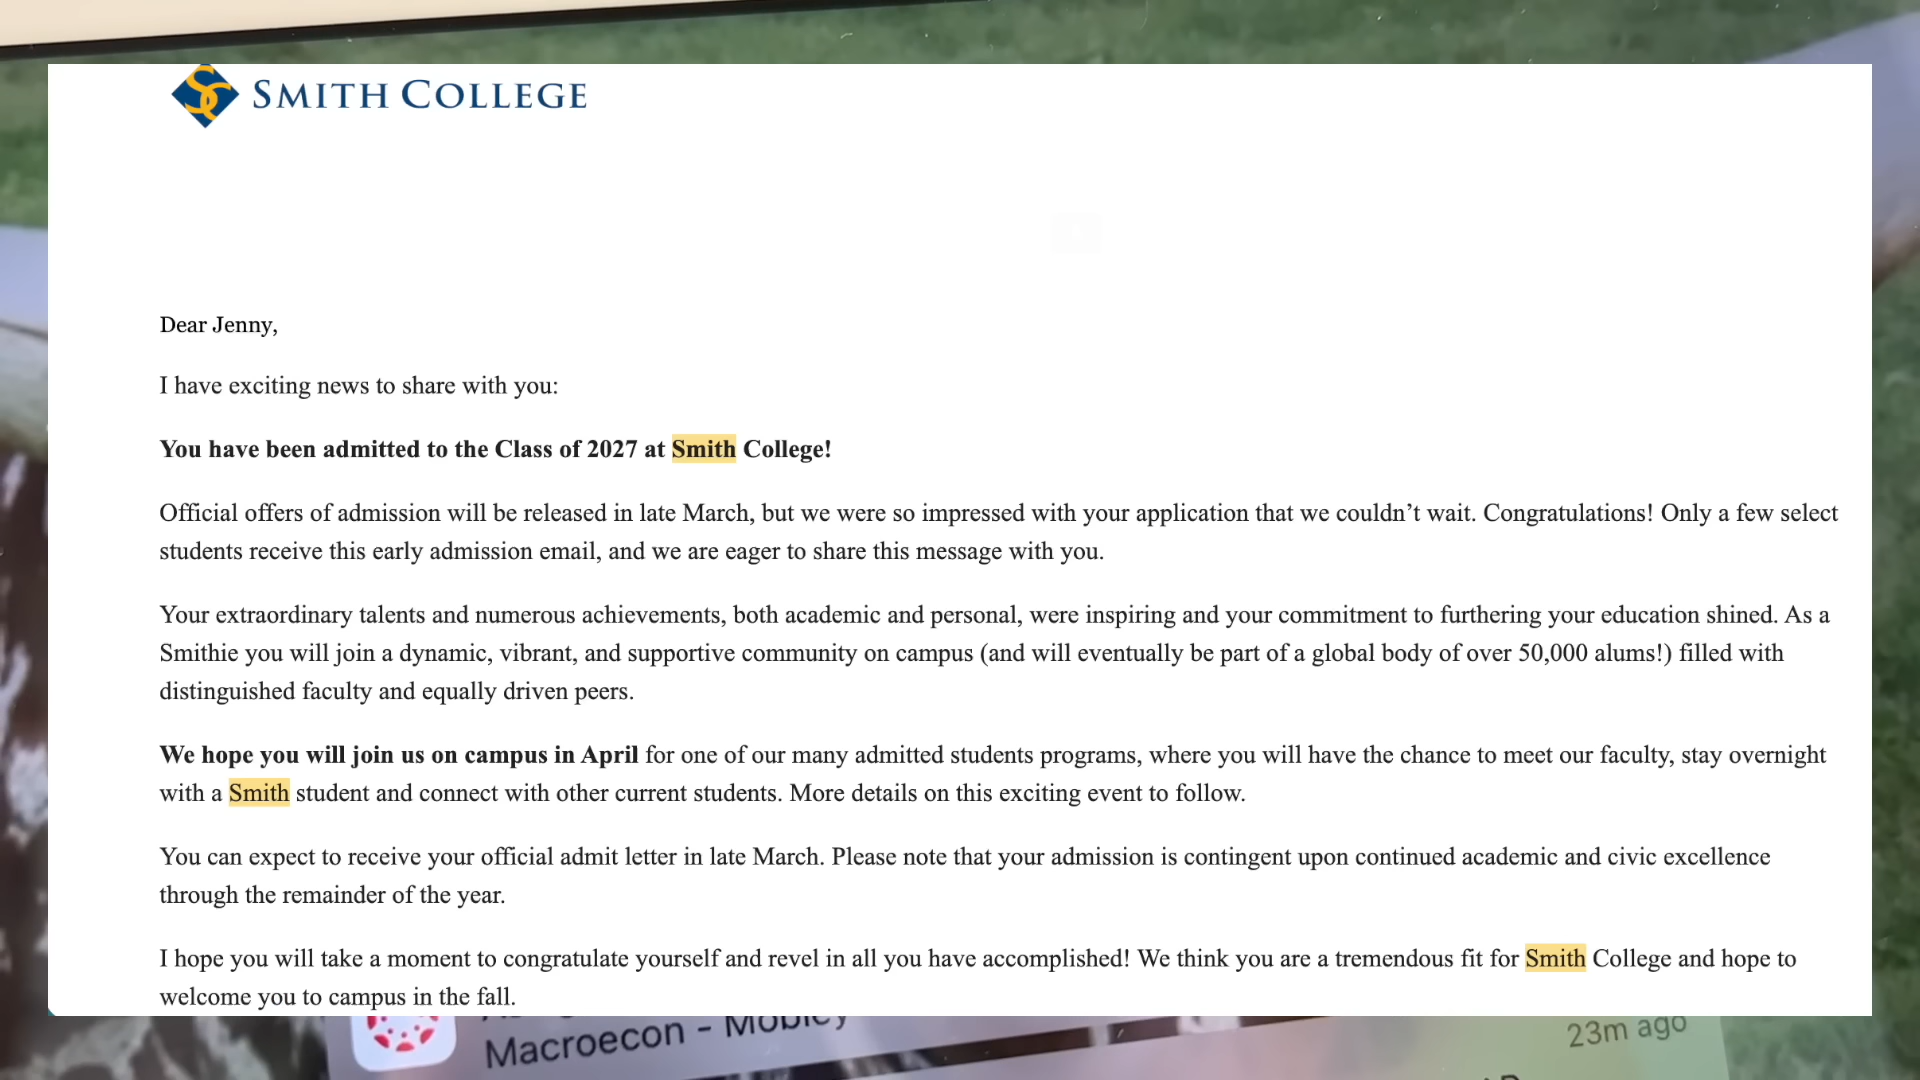 SMITH COLLEGE
Dear Jenny,
I have exciting news to share with you:
You have been admitted to the Class of 2027 at Smith College!
Official offers of admission will be released in late March, but we were so impressed with your application that we couldn’t wait. Congratulations! Only a few select
students receive this early admission email, and we are eager to share this message with you.
Your extraordinary talents and numerous achievements, both academic and personal, were inspiring and your commitment to furthering your education shined. As a
Smithie you will join a dynamic, vibrant, and supportive community on campus (and will eventually be part of a global body of over 50,000 alums!) filled with
distinguished faculty and equally driven peers.
We hope you will join us on campus in April for one of our many admitted students programs, where you will have the chance to meet our faculty, stay overnight
with a Smith student and connect with other current students. More details on this exciting event to follow.
You can expect to receive your official admit letter in late March. Please note that your admission is contingent upon continued academic and civic excellence
through the remainder of the year.
I hope you will take a moment to congratulate yourself and revel in all you have accomplished! We think you are a tremendous fit for Smith College and hope to
welcome you to campus in the fall.
Macroecon - Mobley
23m ago